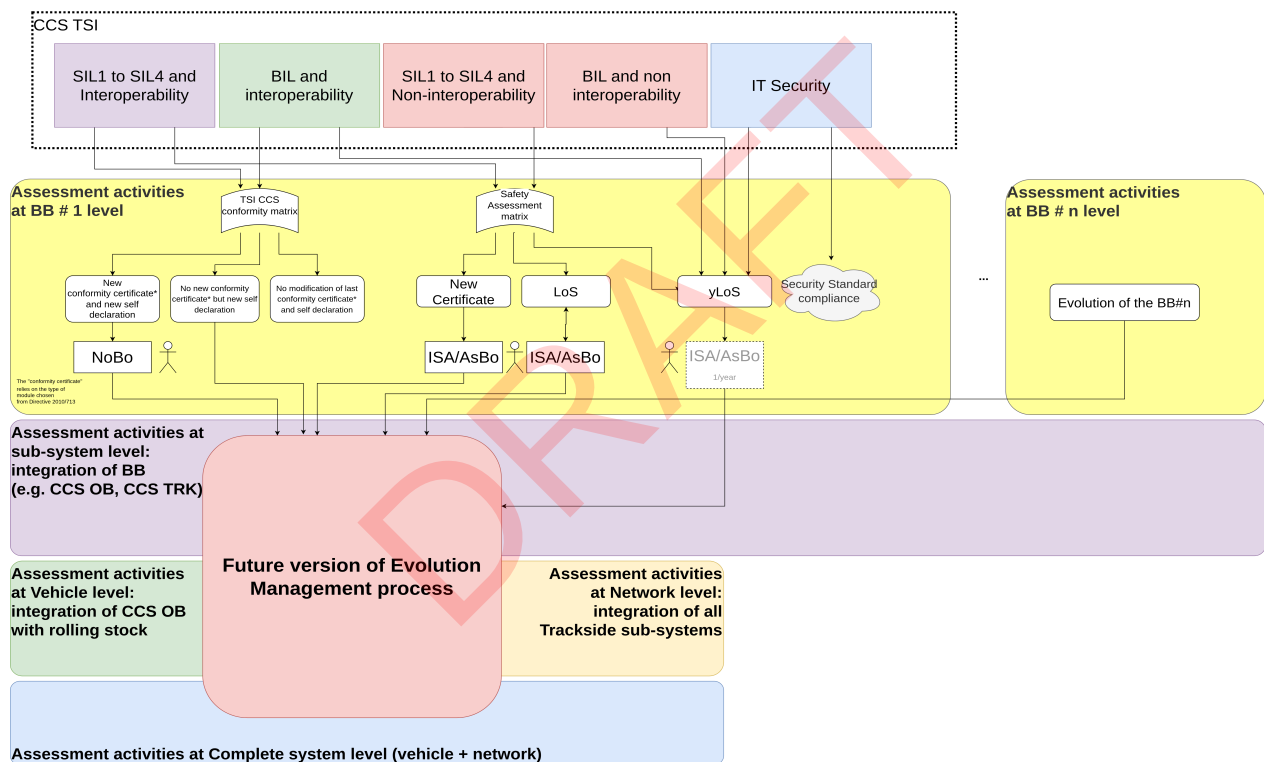 CCS TSI
SIL1 to SIL4 and
Interoperability
BIL and
interoperability
SIL1 to SIL4 and
Non-interoperability
BIL and non
interoperability
IT Security
Assessment activities
at BB # 1 level
TSI CCS
conformity matrix
Safety
Assessment
matrix
Assessment activities
at BB # n level
New
conformity certificate*
and new self
declaration
No new conformity
certificate* but new self
declaration
No modification of last
conformity certificate*
and self declaration
New
Certificate
LoS
yLoS
Security Standard
compliance
...
Evolution of the BB#n
NoBo
ISA/AsBo
ISA/AsBo
ISA/AsBo
1/year
The "conformity certificate"
relies on the type of
module chosen
from Directive 2010/713
Assessment activities at
sub-system level:
integration of BB
(e.g. CCS OB, CCS TRK)
Future version of Evolution
Management process
Assessment activities
at Vehicle level:
integration of CCS OB
with rolling stock
Assessment activities
at Network level:
integration of all
Trackside sub-systems
Assessment activities at Complete system level (vehicle + network)
DRAFT